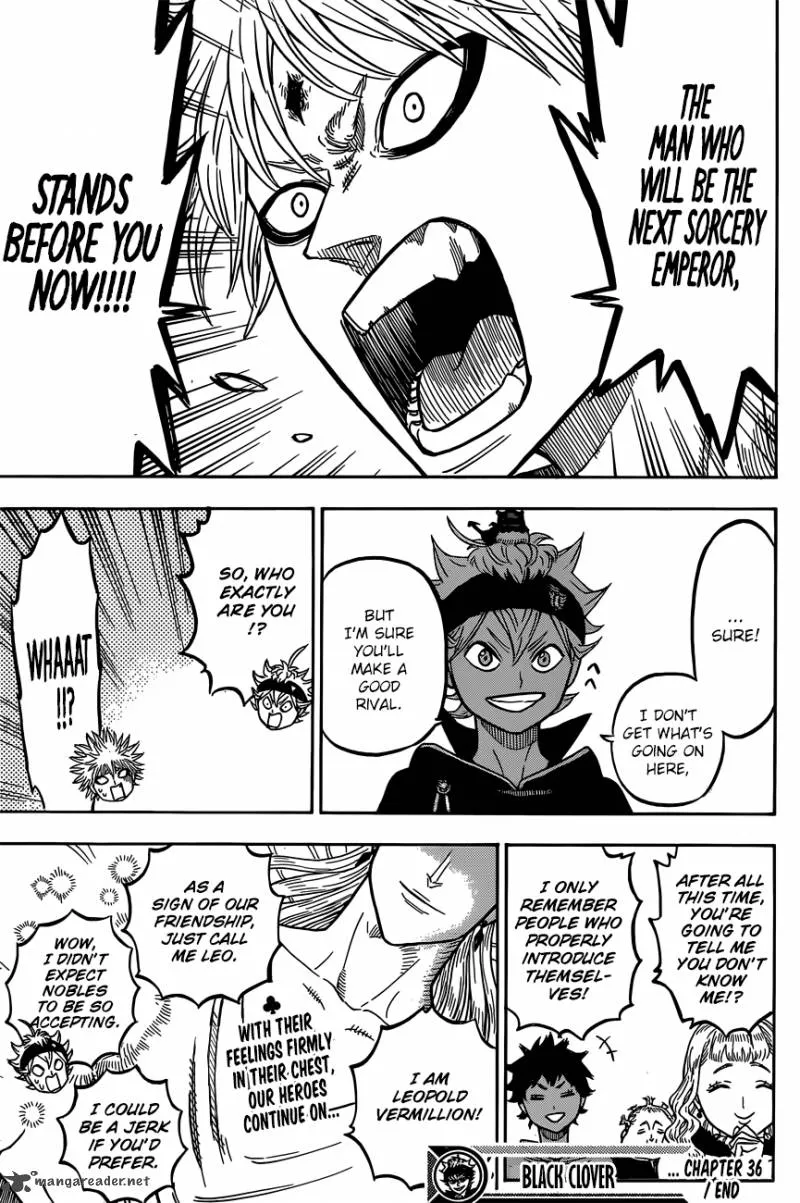 THE
MAN WHO
WILL BE THE
NEXT SORCERY
EMPEROR,
STANDS
BEFORE YOU
NOW!!!!
...
SURE!
I DON'T
GET WHAT'S
GOING ON
HERE,
BUT
I'M SURE
YOU'LL
MAKE A
GOOD
RIVAL.
SO, WHO
EXACTLY
ARE YOU
!?
WHAAAT
!!?
AFTER ALL
THIS TIME,
YOU'RE
GOING TO
TELL ME
YOU DON'T
KNOW
ME!?
I ONLY
REMEMBER
PEOPLE WHO
PROPERLY
INTRODUCE
THEMSEL-
VES!
I AM
LEOPOLD
VERMILLION!
AS A
SIGN OF OUR
FRIENDSHIP,
JUST CALL
ME LEO.
WOW,
I DIDN'T
EXPECT
NOBLES
TO BE SO
ACCEPTING.
I COULD
BE A JERK
IF YOU'D
PREFER.
♣
WITH THEIR
FEELINGS FIRMLY
IN THEIR CHEST,
OUR HEROES
CONTINUE ON...
BLACK CLOVER
... CHAPTER 36
/ END
mangareader.net